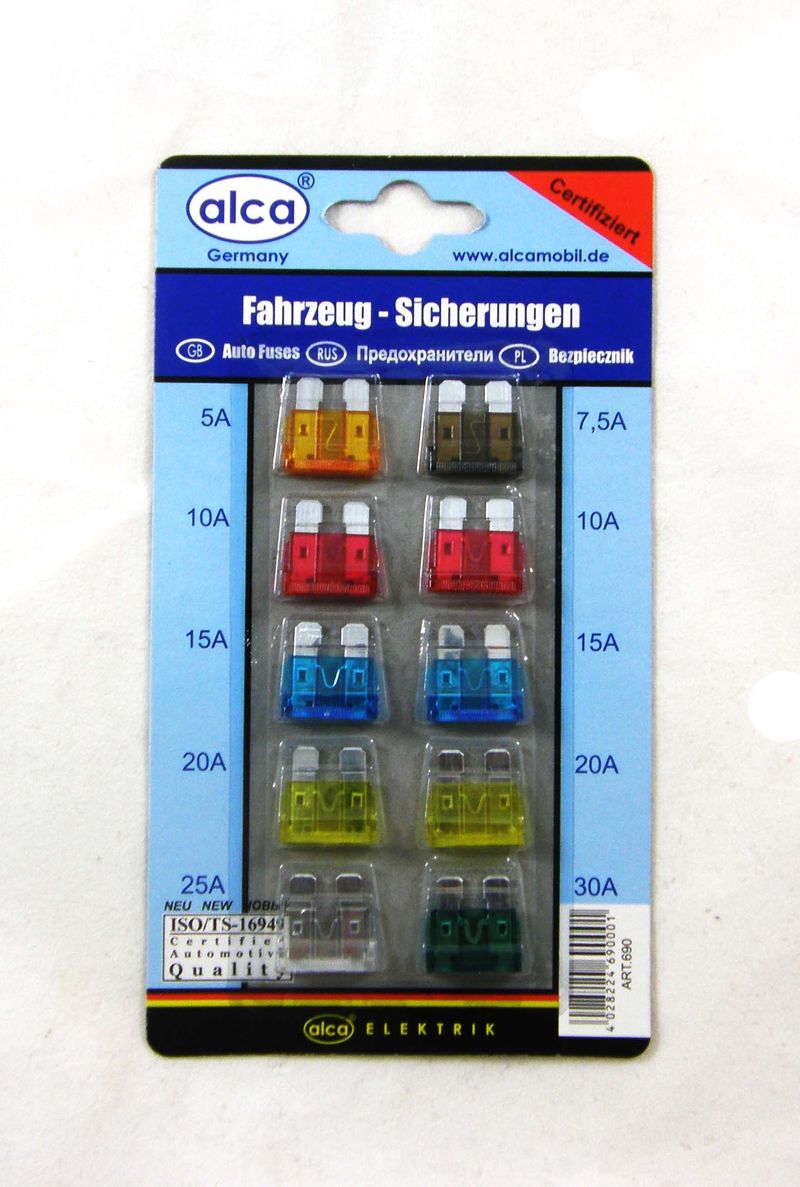 alca®
Germany
www.alcamobil.de
Certifiziert
Fahrzeug - Sicherungen
GB Auto Fuses RUS Предохранители PL Bezpiecznik
5A 7,5A
10A 10A
15A 15A
20A 20A
25A 30A
NEU NEW
ISO/TS-16949
Certified
Automotive
Quality
4 028224 690001
ART.690
alca ELEKTRIK